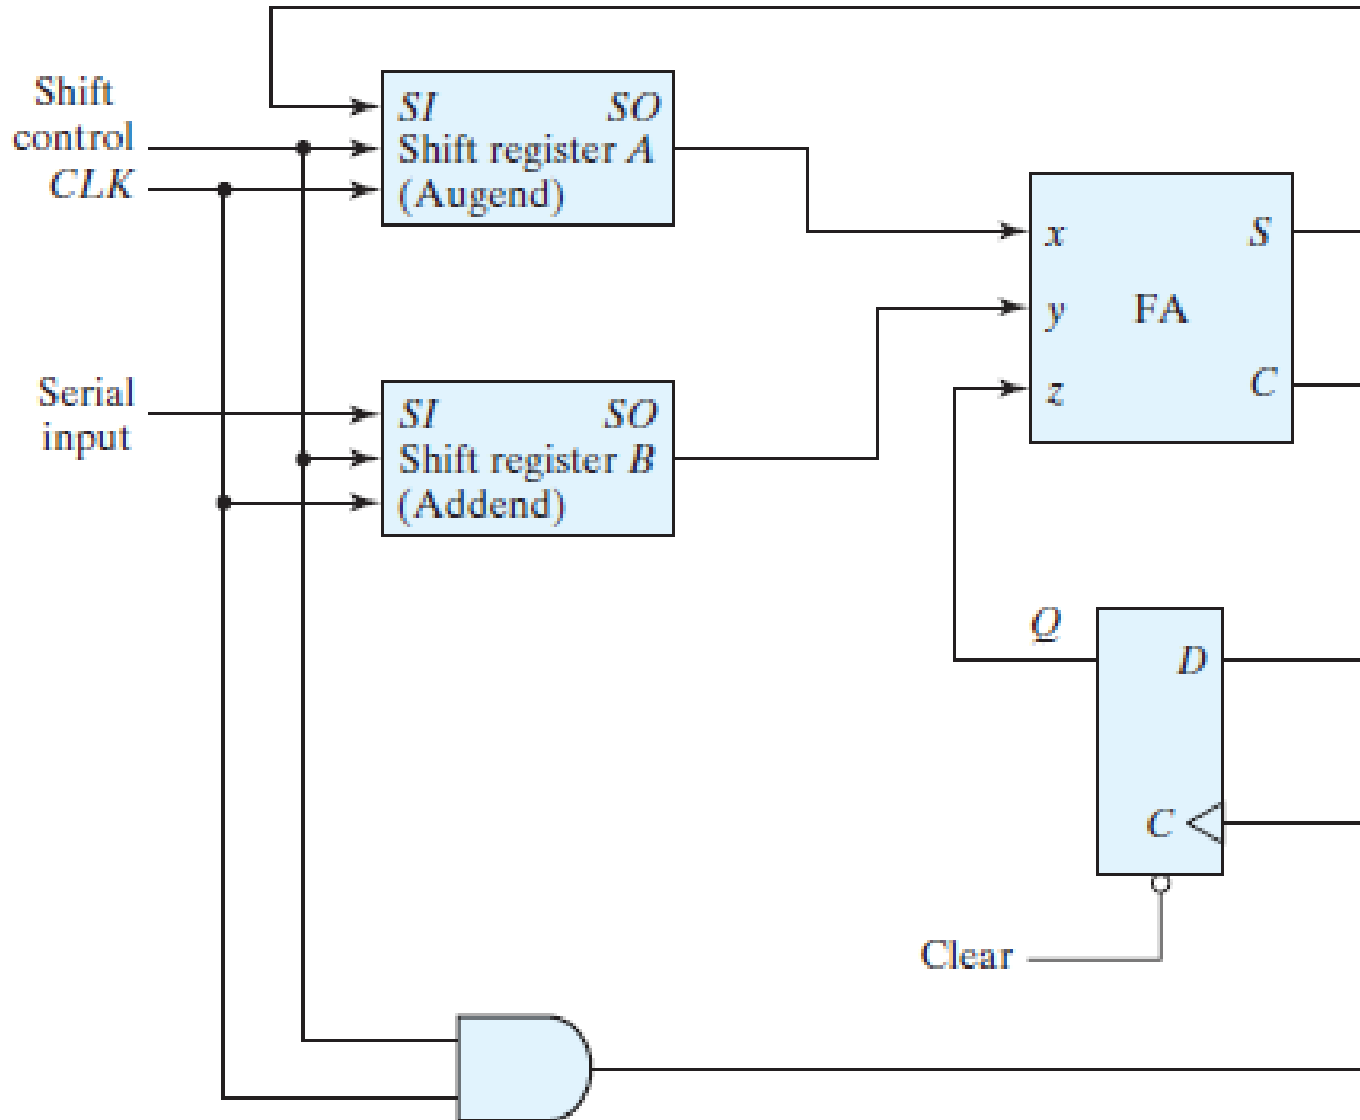 Shift
control
CLK
SI SO
Shift register A
(Augend)
x S
y FA
z C
Serial
input
SI SO
Shift register B
(Addend)
Q
D
C
Clear